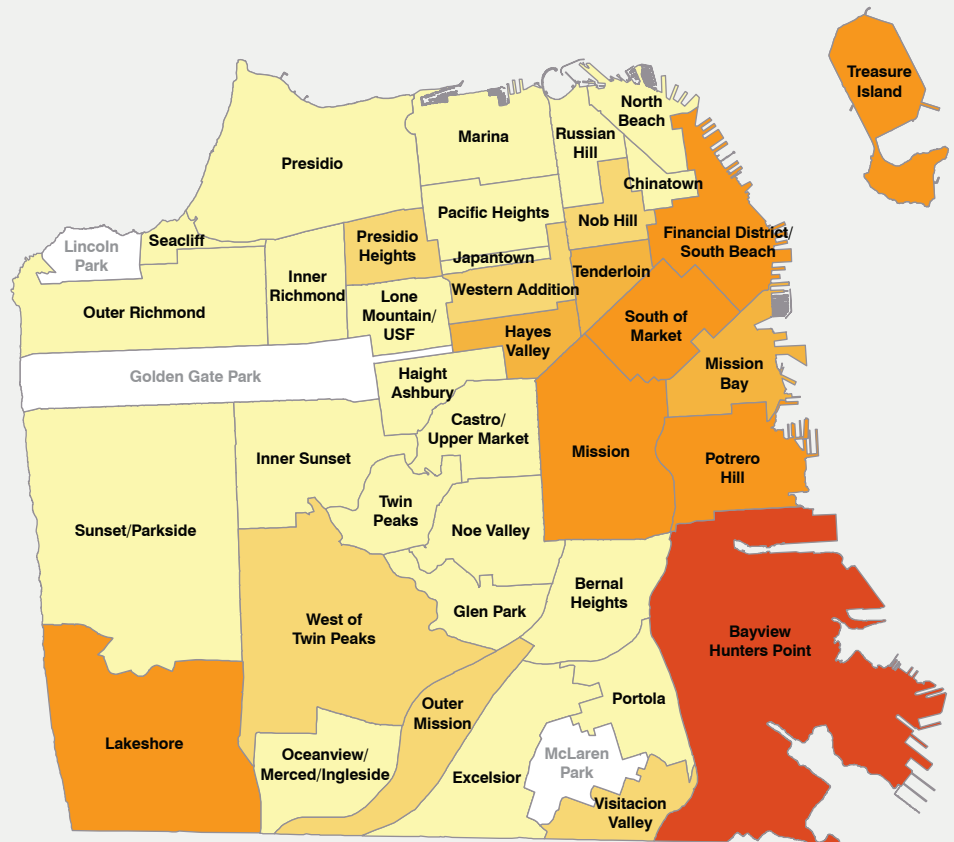 Treasure
Island
North
Beach
Marina
Russian
Hill
Presidio
Chinatown
Pacific Heights
Nob Hill
Seacliff
Lincoln
Park
Presidio
Heights
Financial District/
South Beach
Japantown
Tenderloin
Inner
Richmond
Western Addition
Outer Richmond
Lone
Mountain/
USF
South of
Market
Hayes
Valley
Mission
Bay
Golden Gate Park
Haight
Ashbury
Castro/
Upper Market
Inner Sunset
Mission
Potrero
Hill
Twin
Peaks
Sunset/Parkside
Noe Valley
Bernal
Heights
Glen Park
West of
Twin Peaks
Bayview
Hunters Point
Portola
Outer
Mission
Lakeshore
Oceanview/
Merced/Ingleside
Excelsior
McLaren
Park
Visitacion
Valley